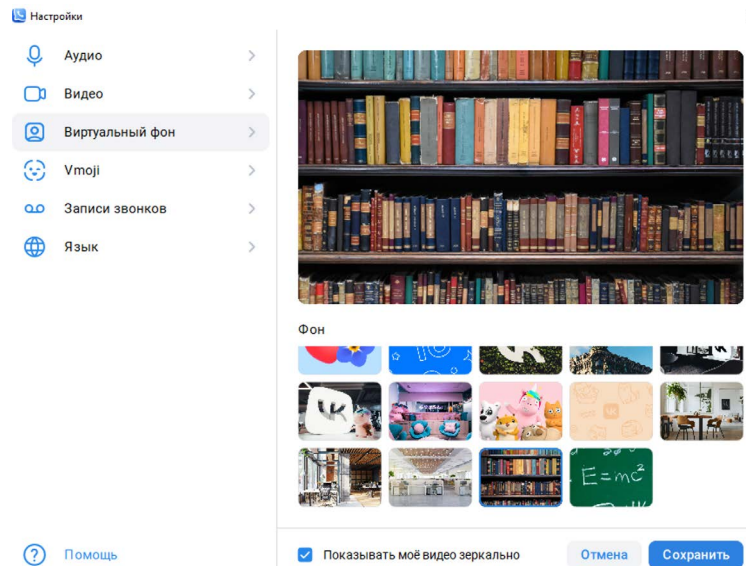 Настройки
Аудио
Видео
Виртуальный фон
Vmoji
Записи звонков
Язык
Фон
E=mc²
Помощь
Показывать моё видео зеркально
Отмена
Сохранить